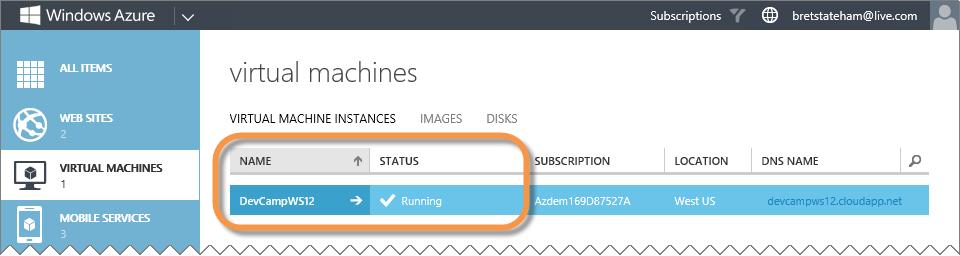 Windows Azure Subscriptions bretstateham@live.com
ALL ITEMS
WEB SITES
2
VIRTUAL MACHINES
1
MOBILE SERVICES
3
virtual machines
VIRTUAL MACHINE INSTANCES IMAGES DISKS
NAME STATUS SUBSCRIPTION LOCATION DNS NAME
DevCampWS12 Running Azdem169D87527A West US devcampws12.cloudapp.net